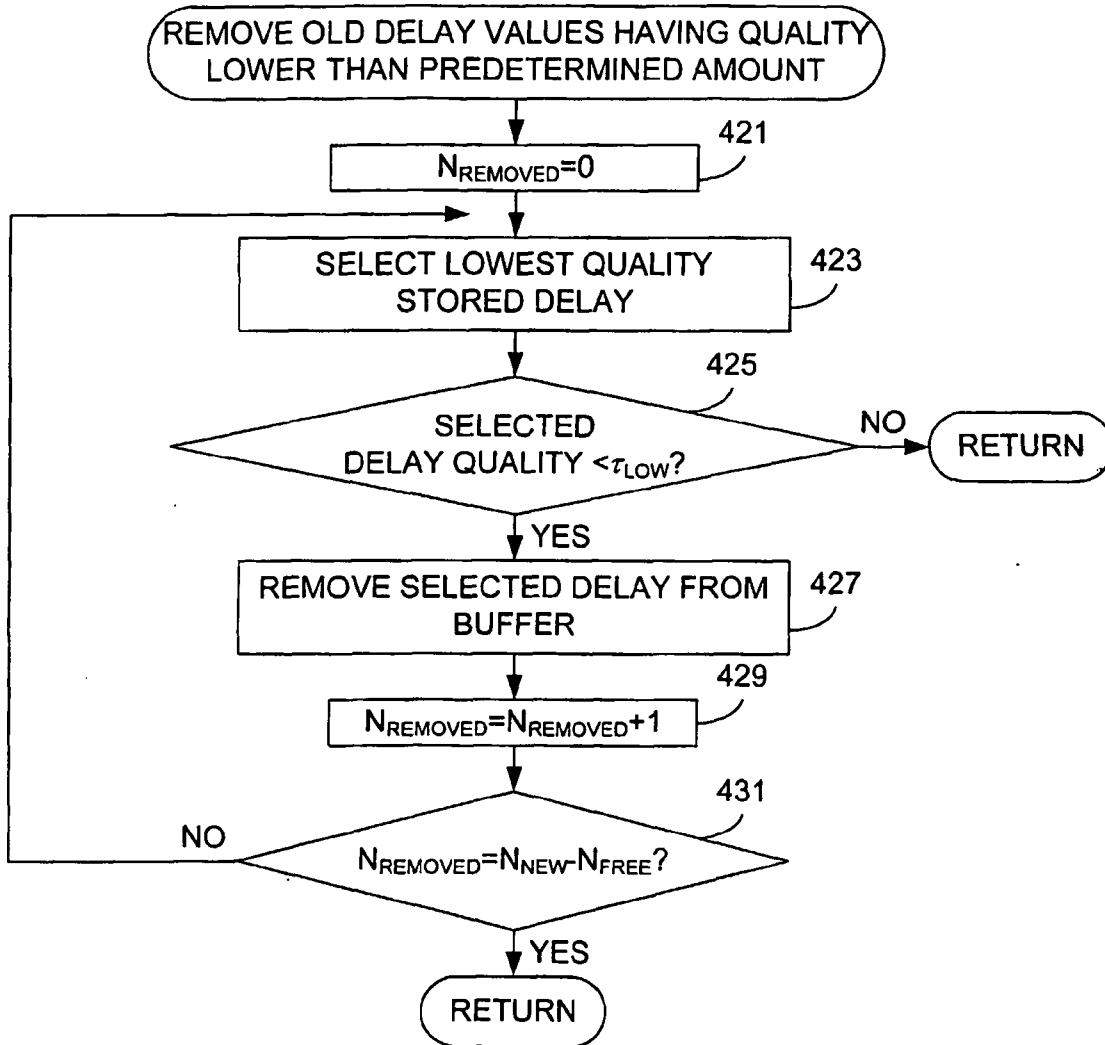 REMOVE OLD DELAY VALUES HAVING QUALITY
LOWER THAN PREDETERMINED AMOUNT
421
N_REMOVED=0
423
SELECT LOWEST QUALITY
STORED DELAY
425
SELECTED
DELAY QUALITY <τ_LOW?
NO
RETURN
YES
427
REMOVE SELECTED DELAY FROM
BUFFER
429
N_REMOVED=N_REMOVED+1
431
NO
N_REMOVED=N_NEW-N_FREE?
YES
RETURN